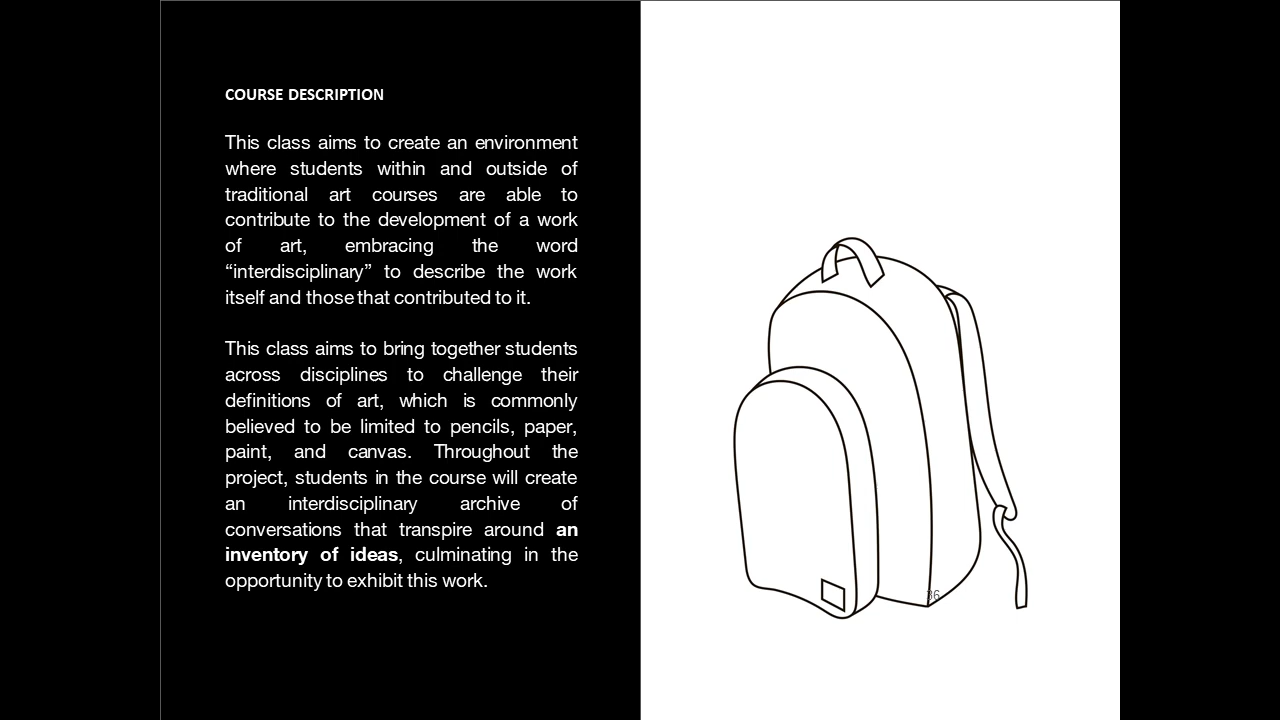 COURSE DESCRIPTION
This class aims to create an environment
where students within and outside of
traditional art courses are able to
contribute to the development of a work
of art, embracing the word
“interdisciplinary” to describe the work
itself and those that contributed to it.
This class aims to bring together students
across disciplines to challenge their
definitions of art, which is commonly
believed to be limited to pencils, paper,
paint, and canvas. Throughout the
project, students in the course will create
an interdisciplinary archive of
conversations that transpire around an
inventory of ideas, culminating in the
opportunity to exhibit this work.
36